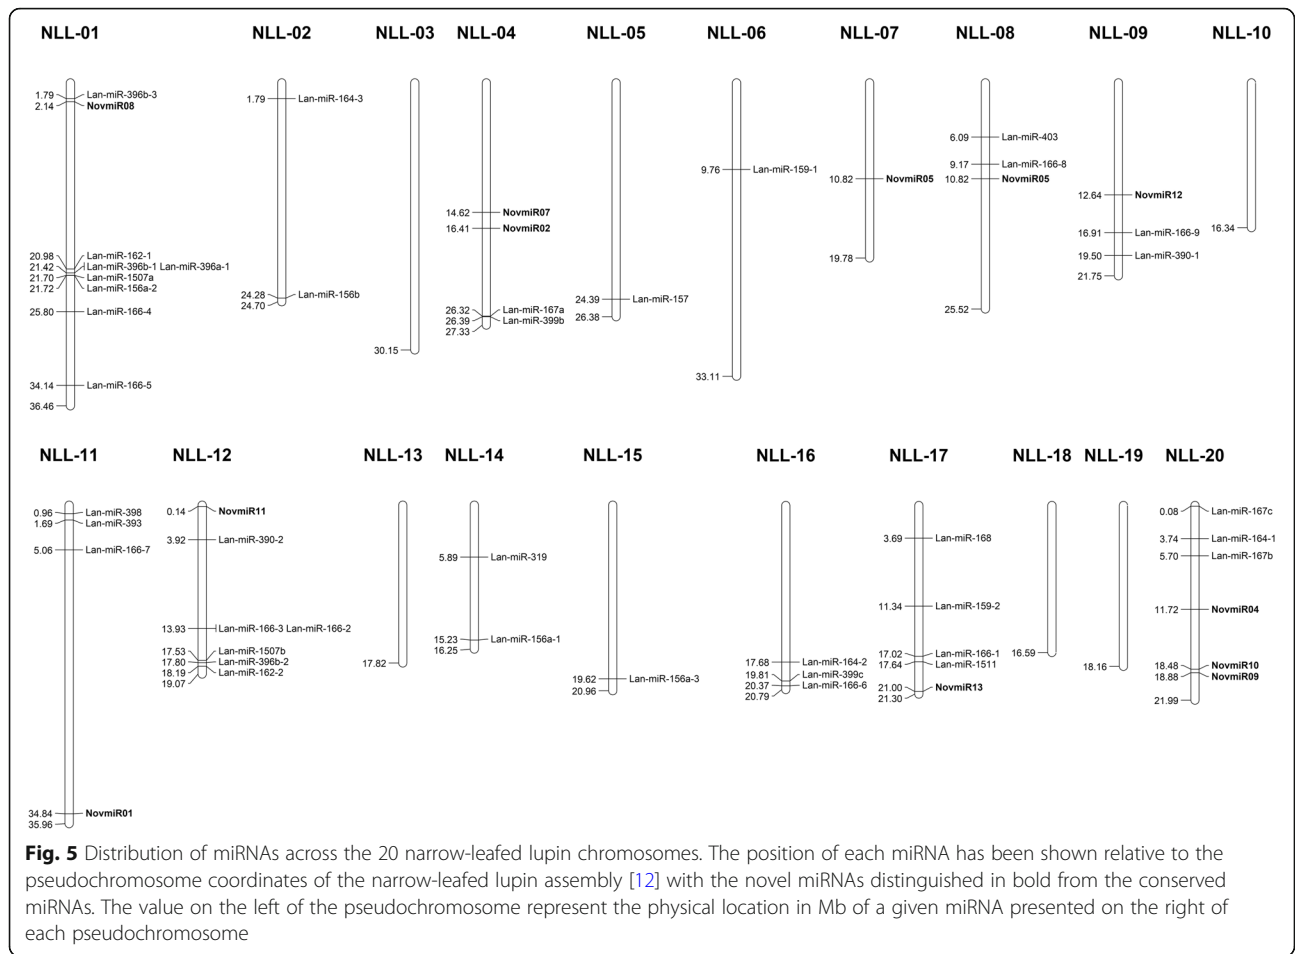 NLL-01 NLL-02 NLL-03 NLL-04 NLL-05 NLL-06 NLL-07 NLL-08 NLL-09 NLL-10
1.79 Lan-miR-396b-3
2.14 NovmiR08
20.98 Lan-miR-162-1
21.42 Lan-miR-396b-1 Lan-miR-396a-1
21.70 Lan-miR-1507a
21.72 Lan-miR-156a-2
25.80 Lan-miR-166-4
34.14 Lan-miR-166-5
36.46
1.79 Lan-miR-164-3
24.28 Lan-miR-156b
24.70
30.15
14.62 NovmiR07
16.41 NovmiR02
26.32 Lan-miR-167a
26.39 Lan-miR-399b
27.33
24.39 Lan-miR-157
26.38
9.76 Lan-miR-159-1
33.11
10.82 NovmiR05
19.78
6.09 Lan-miR-403
9.17 Lan-miR-166-8
10.82 NovmiR05
25.52
12.64 NovmiR12
16.91 Lan-miR-166-9
19.50 Lan-miR-390-1
21.75
16.34
NLL-11 NLL-12 NLL-13 NLL-14 NLL-15 NLL-16 NLL-17 NLL-18 NLL-19 NLL-20
0.96 Lan-miR-398
1.69 Lan-miR-393
5.06 Lan-miR-166-7
34.84 NovmiR01
35.96
0.14 NovmiR11
3.92 Lan-miR-390-2
13.93 Lan-miR-166-3 Lan-miR-166-2
17.53 Lan-miR-1507b
17.80 Lan-miR-396b-2
18.19 Lan-miR-162-2
19.07
17.82
5.89 Lan-miR-319
15.23 Lan-miR-156a-1
16.25
19.62 Lan-miR-156a-3
20.96
17.68 Lan-miR-164-2
19.81 Lan-miR-399c
20.37 Lan-miR-166-6
20.79
3.69 Lan-miR-168
11.34 Lan-miR-159-2
17.02 Lan-miR-166-1
17.64 Lan-miR-1511
21.00 NovmiR13
21.30
16.59
18.16
0.08 Lan-miR-167c
3.74 Lan-miR-164-1
5.70 Lan-miR-167b
11.72 NovmiR04
18.48 NovmiR10
18.88 NovmiR09
21.99
Fig. 5 Distribution of miRNAs across the 20 narrow-leafed lupin chromosomes. The position of each miRNA has been shown relative to the
pseudochromosome coordinates of the narrow-leafed lupin assembly [12] with the novel miRNAs distinguished in bold from the conserved
miRNAs. The value on the left of the pseudochromosome represent the physical location in Mb of a given miRNA presented on the right of
each pseudochromosome